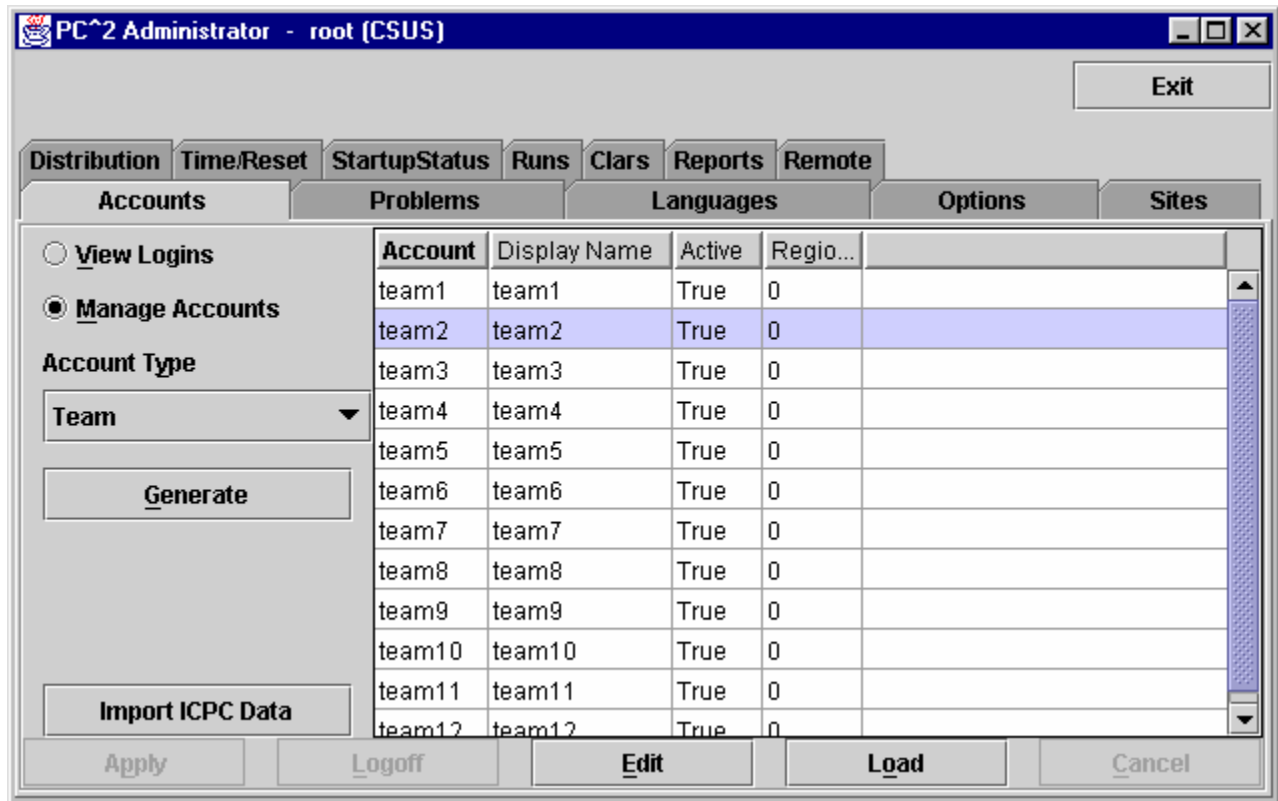 PC^2 Administrator - root (CSUS)
Exit
Distribution Time/Reset StartupStatus Runs Clars Reports Remote
Accounts Problems Languages Options Sites
View Logins
Manage Accounts
Account Type
Team
Generate
Import ICPC Data
Account Display Name Active Regio...
team1 team1 True 0
team2 team2 True 0
team3 team3 True 0
team4 team4 True 0
team5 team5 True 0
team6 team6 True 0
team7 team7 True 0
team8 team8 True 0
team9 team9 True 0
team10 team10 True 0
team11 team11 True 0
team12 team12 True 0
Apply Logoff Edit Load Cancel